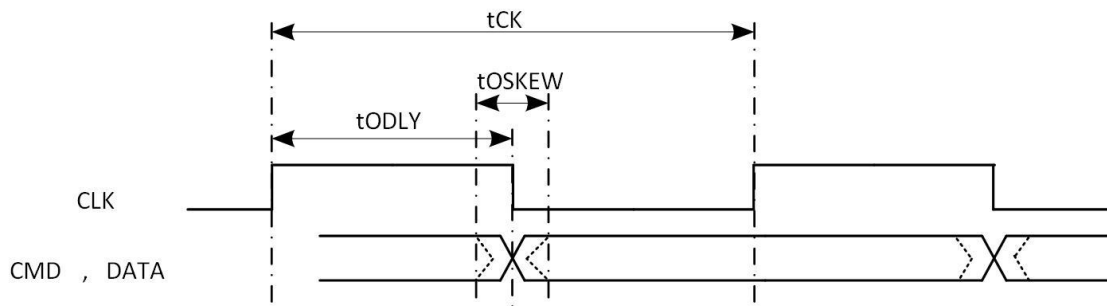 tCK
tOSKEW
tODLY
CLK
CMD , DATA